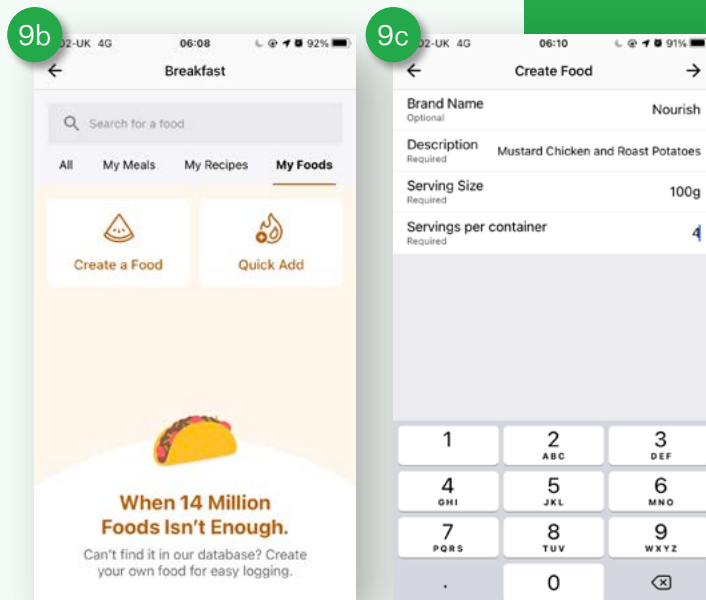 9b
02-UK 4G 06:08 92%
Breakfast
Search for a food
All My Meals My Recipes My Foods
Create a Food Quick Add
When 14 Million
Foods Isn't Enough.
Can't find it in our database? Create
your own food for easy logging.
9c
2-UK 4G 06:10 91%
Create Food
Brand Name Nourish
Optional
Description Mustard Chicken and Roast Potatoes
Required
Serving Size 100g
Required
Servings per container 4
Required
1 2 3
ABC DEF
4 5 6
GHI JKL MNO
7 8 9
PQRS TUV WXYZ
. 0